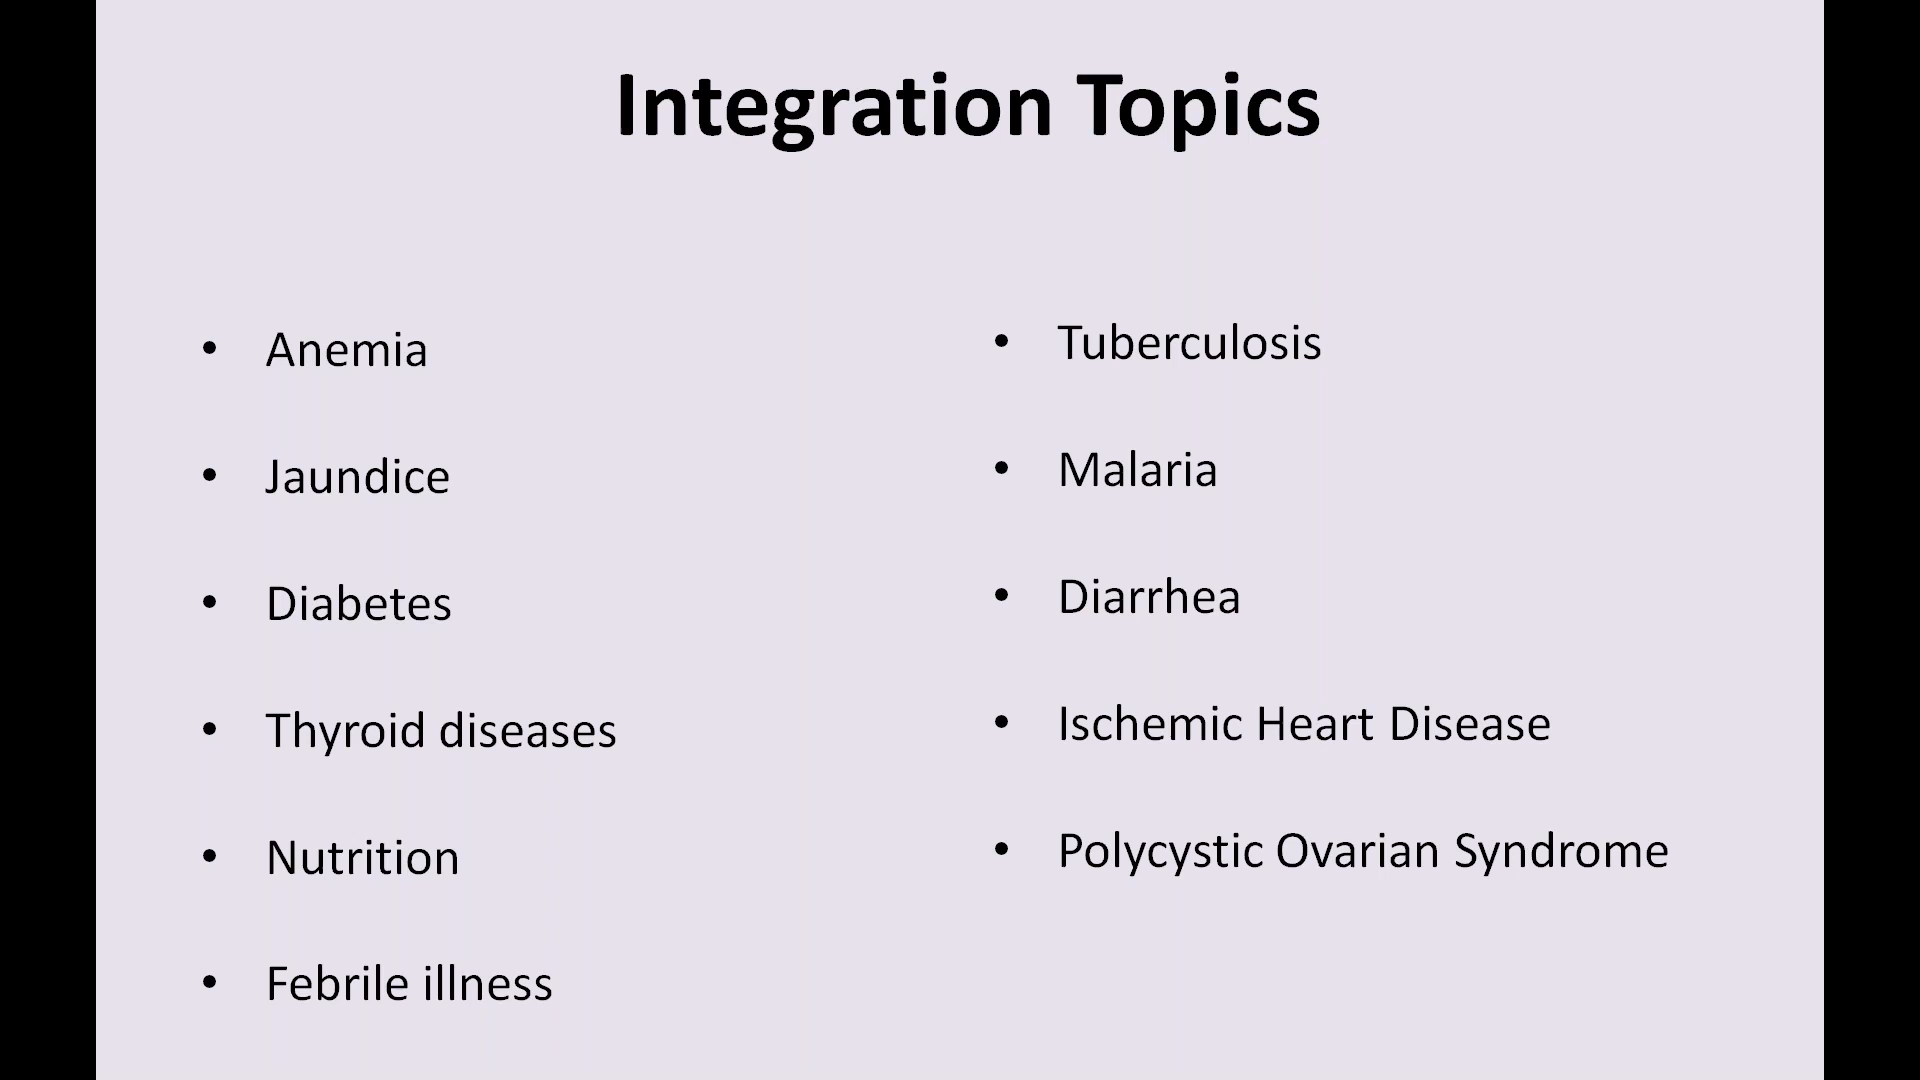 Integration Topics
• Anemia
• Jaundice
• Diabetes
• Thyroid diseases
• Nutrition
• Febrile illness
• Tuberculosis
• Malaria
• Diarrhea
• Ischemic Heart Disease
• Polycystic Ovarian Syndrome